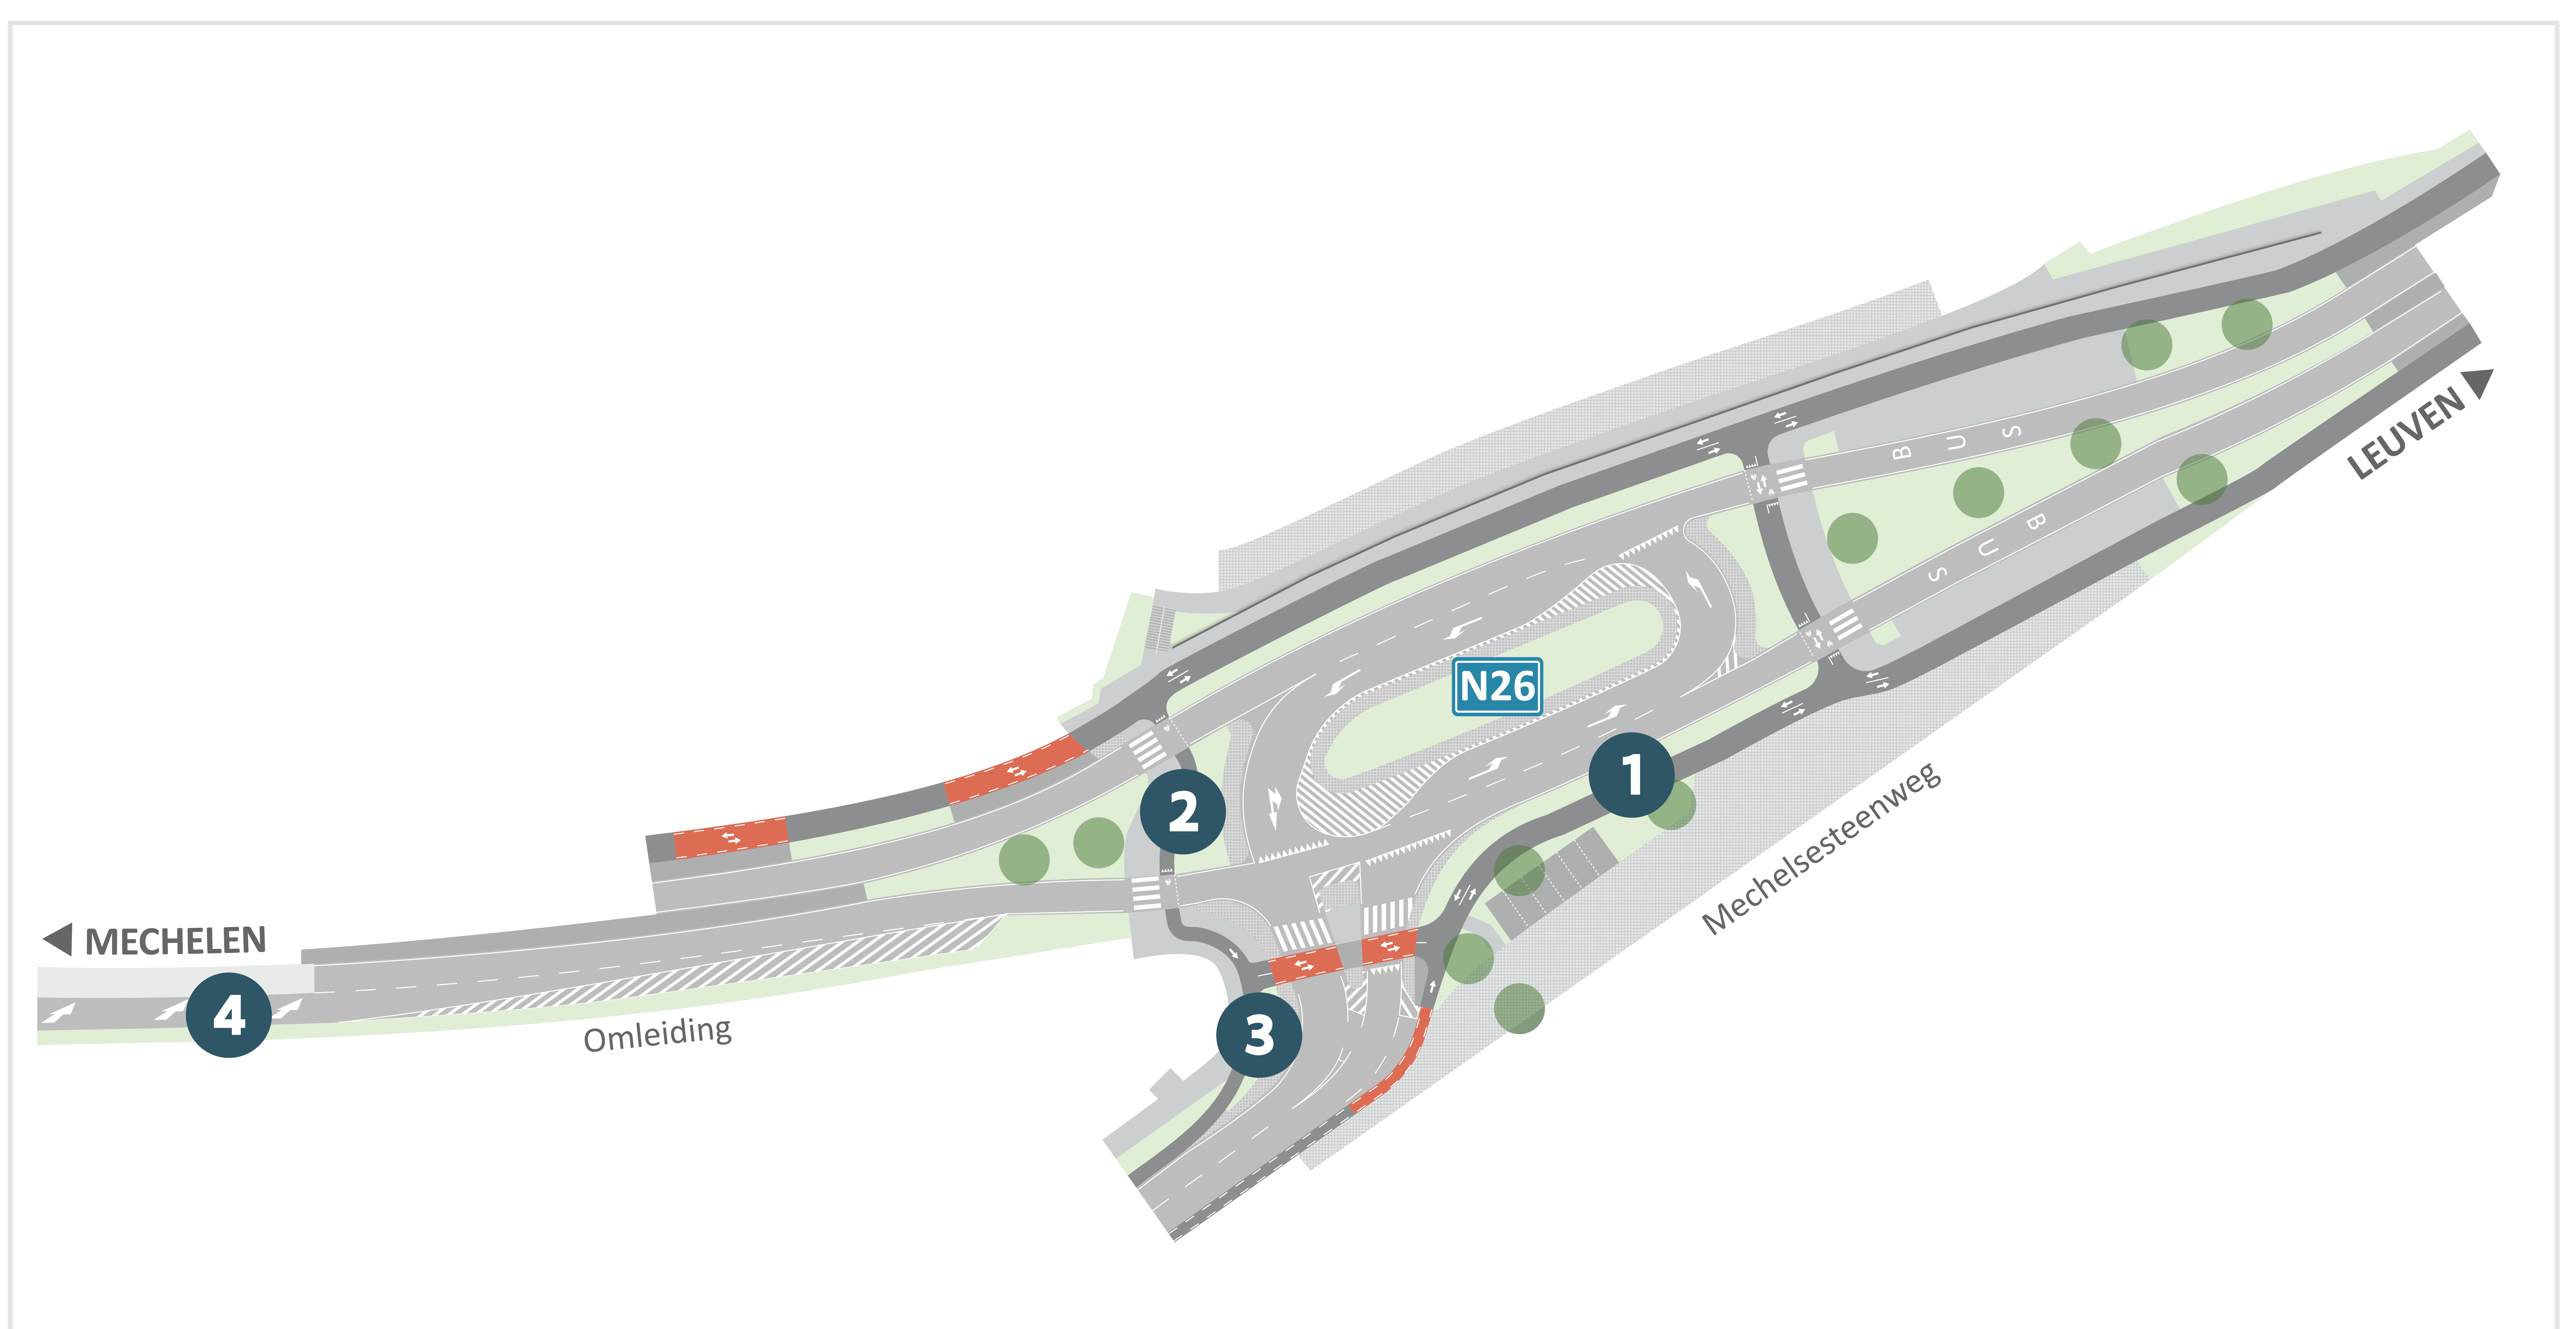 BUS
BUS
LEUVEN
N26
1
2
Mechelsesteenweg
MECHELEN
4
3
Omleiding